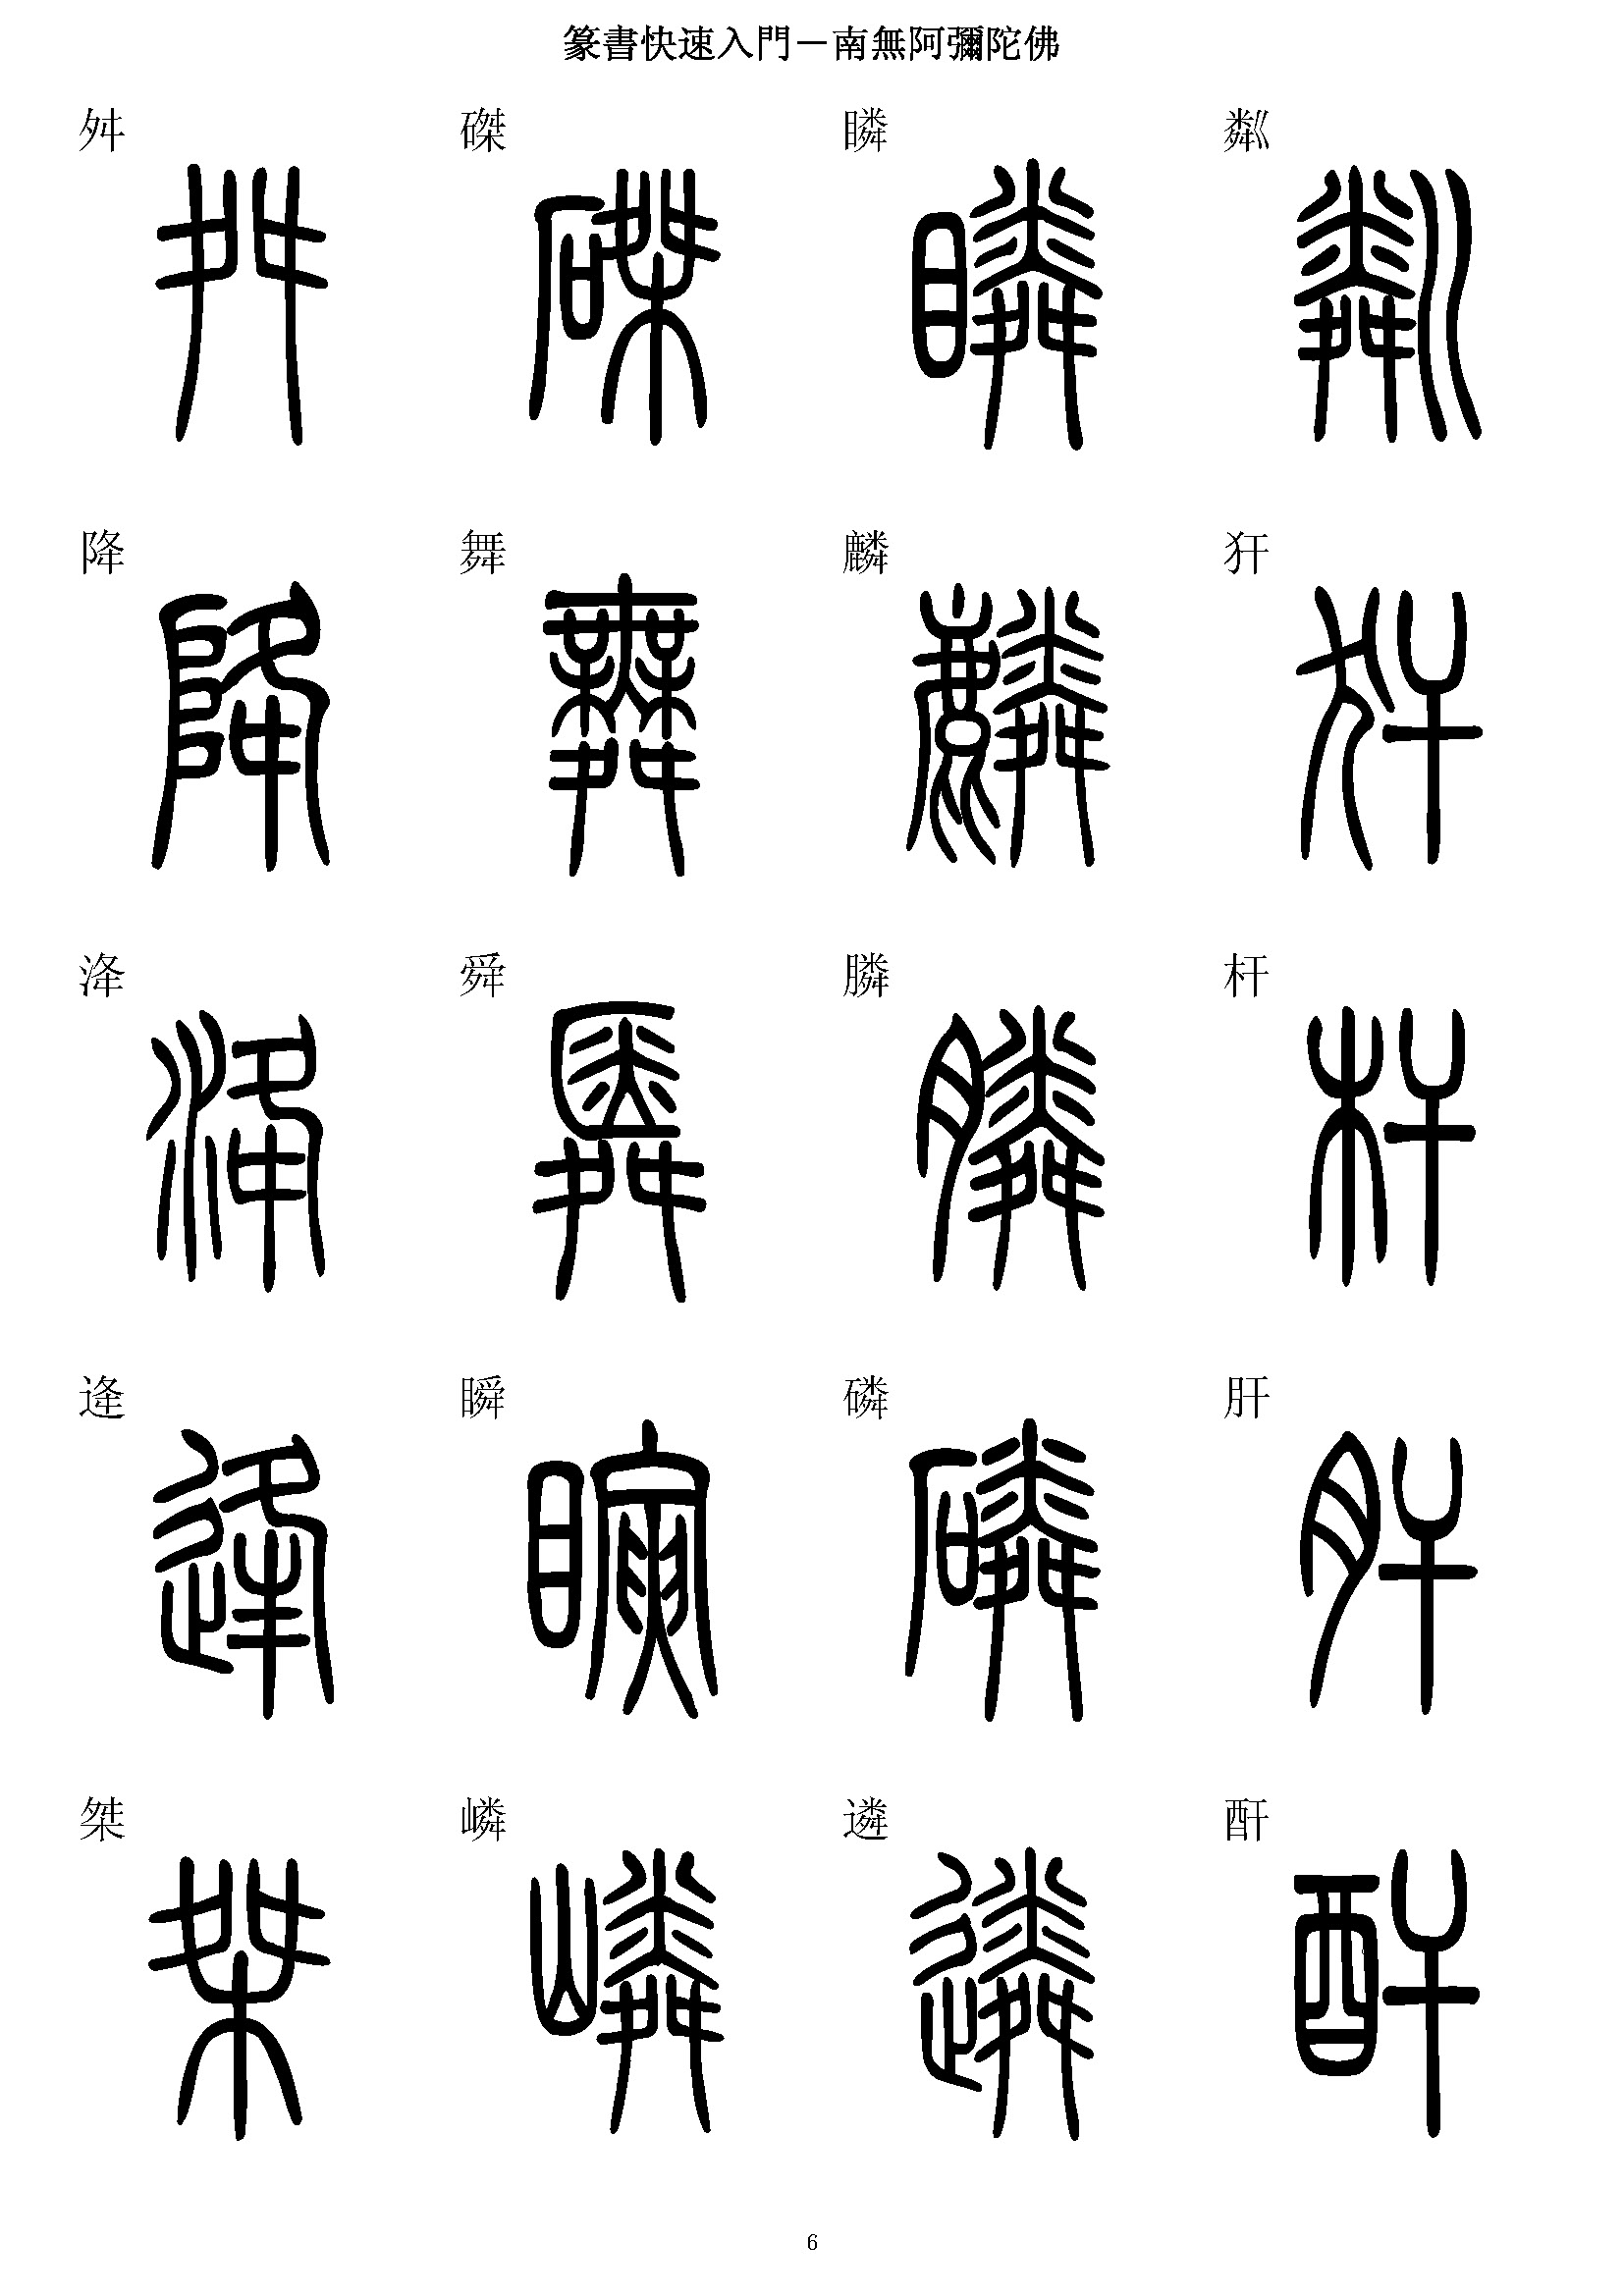 篆書快速入門－南無阿彌陀佛
舛 磔 瞵 粼
降 舞 麟 犴
洚 舜 膦 杆
逄 瞬 磷 肝
桀 嶙 遴 酐
6